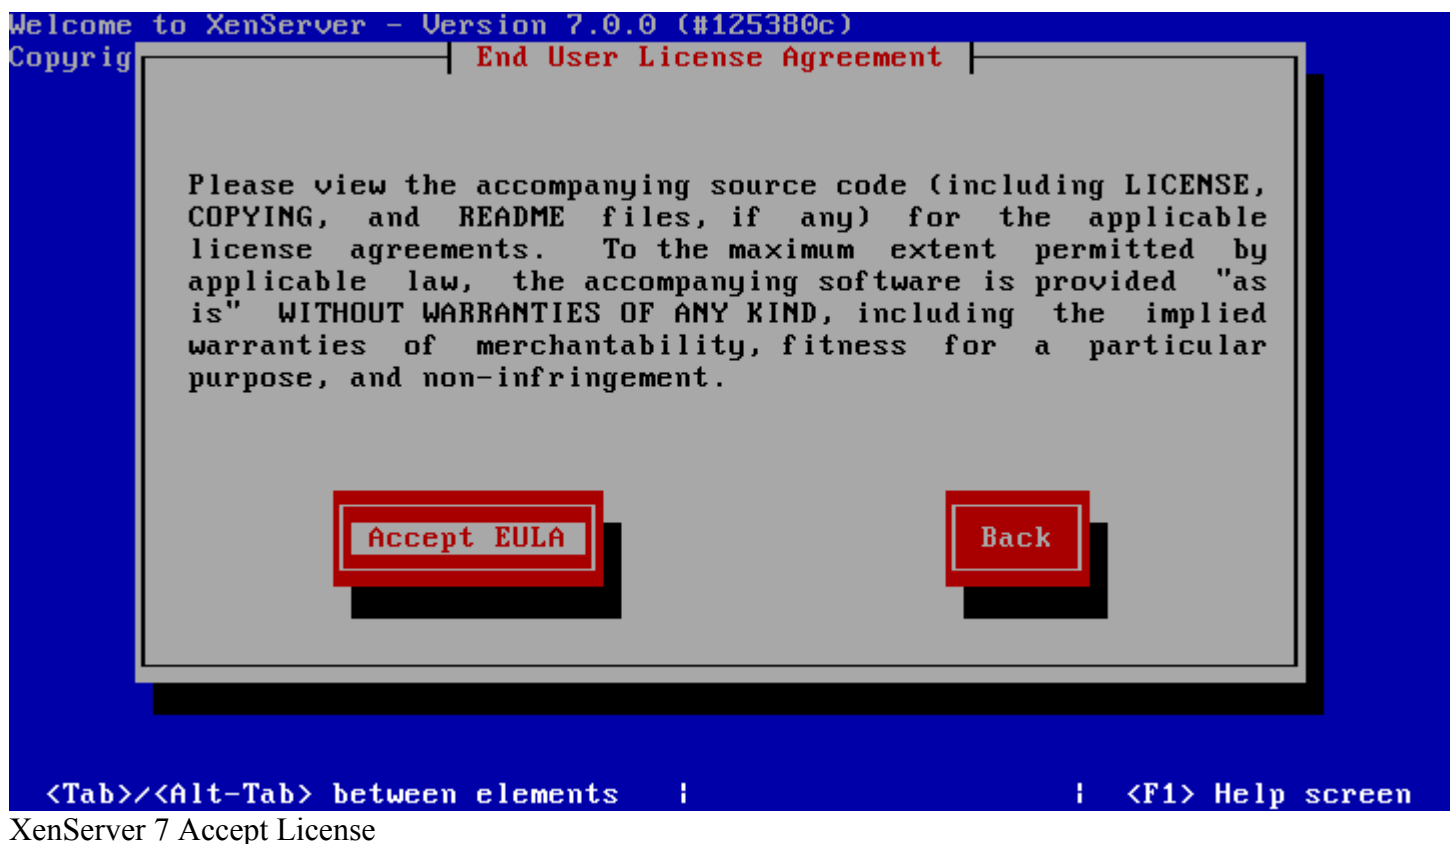 Welcome to XenServer - Version 7.0.0 (#125380c)
Copyrig
End User License Agreement
Please view the accompanying source code (including LICENSE,
COPYING, and README files, if any) for the applicable
license agreements. To the maximum extent permitted by
applicable law, the accompanying software is provided "as
is" WITHOUT WARRANTIES OF ANY KIND, including the implied
warranties of merchantability, fitness for a particular
purpose, and non-infringement.
Accept EULA Back
<Tab>/<Alt-Tab> between elements | | <F1> Help screen
XenServer 7 Accept License